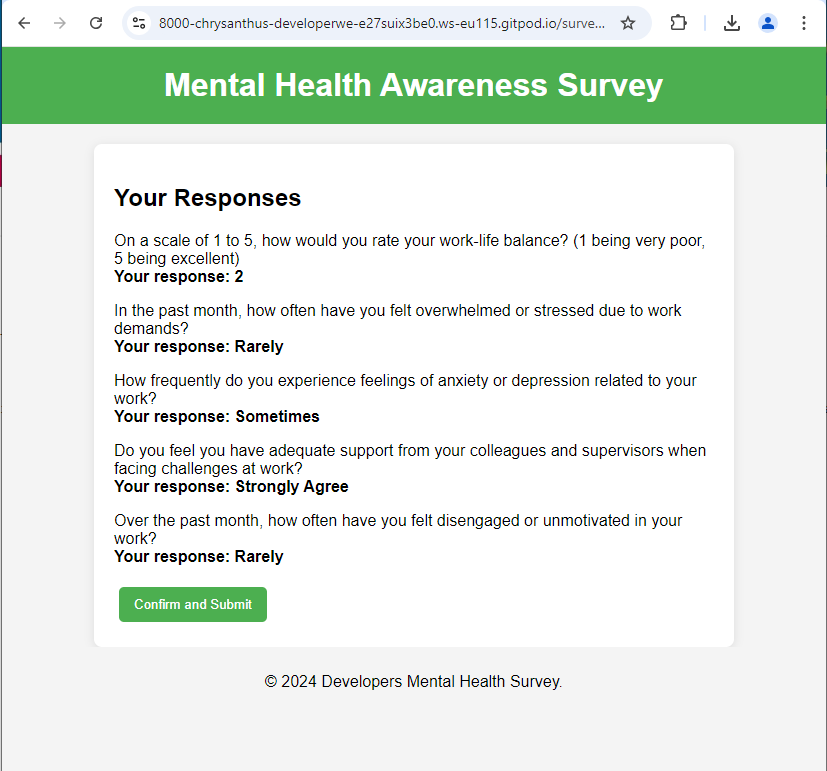 8000-chrysanthus-developerwe-e27suix3be0.ws-eu115.gitpod.io/surve...
Mental Health Awareness Survey
Your Responses
On a scale of 1 to 5, how would you rate your work-life balance? (1 being very poor,
5 being excellent)
Your response: 2
In the past month, how often have you felt overwhelmed or stressed due to work
demands?
Your response: Rarely
How frequently do you experience feelings of anxiety or depression related to your
work?
Your response: Sometimes
Do you feel you have adequate support from your colleagues and supervisors when
facing challenges at work?
Your response: Strongly Agree
Over the past month, how often have you felt disengaged or unmotivated in your
work?
Your response: Rarely
Confirm and Submit
© 2024 Developers Mental Health Survey.